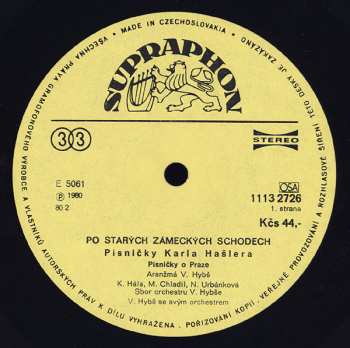 • MADE IN CZECHOSLOVAKIA •
VŠECHNA PRÁVA GRAMOFONOVÉHO VÝROBCE A VLASTNÍKŮ AUTORSKÝCH PRÁV K DÍLU VYHRAŽENA. POŘIZOVÁNÍ KOPIÍ, VEŘEJNÉ PROVOZOVÁNÍ A ROZHLASOVÉ ŠÍŘENÍ TÉTO DESKY JE ZAKÁZÁNO
SUPRAPHON
33
STEREO
E 5061
Ⓟ 1980
80 2
OSA
1113 2726
1. strana
Kčs 44,-
PO STARÝCH ZÁMECKÝCH SCHODECH
Písničky Karla Hašlera
Písničky o Praze
Aranžmá V. Hybš
K. Hála, M. Chladil, N. Urbánková
Sbor orchestru V. Hybše
V. Hybš se svým orchestrem